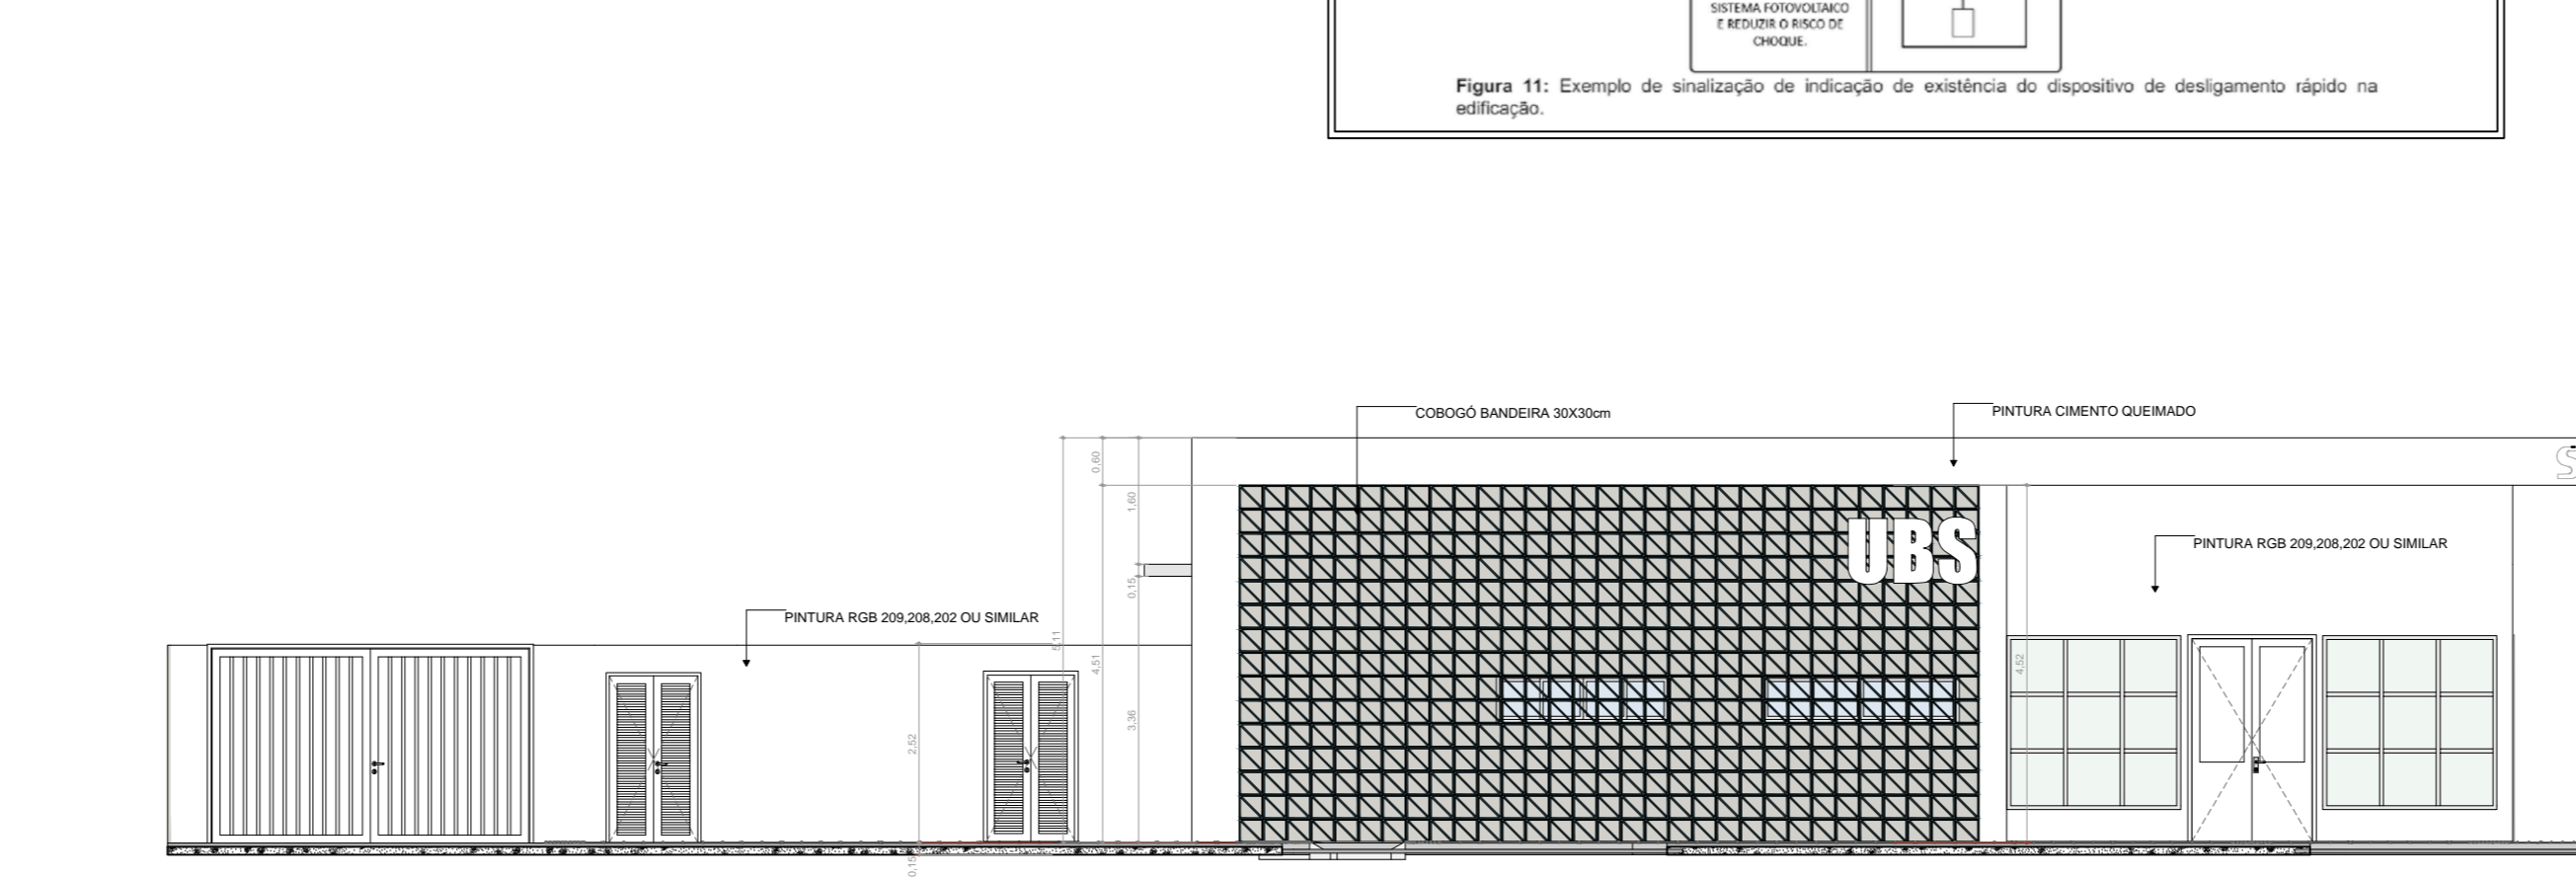 SISTEMA FOTOVOLTAICO
E REDUZIR O RISCO DE
CHOQUE.
Figura 11: Exemplo de sinalização de indicação de existência do dispositivo de desligamento rápido na
edificação.
COBOGÓ BANDEIRA 30X30cm
PINTURA CIMENTO QUEIMADO
0,60
1,60
S
UBS
PINTURA RGB 209,208,202 OU SIMILAR
0,15
PINTURA RGB 209,208,202 OU SIMILAR
5,11
4,51
4,52
3,36
2,52
0,15